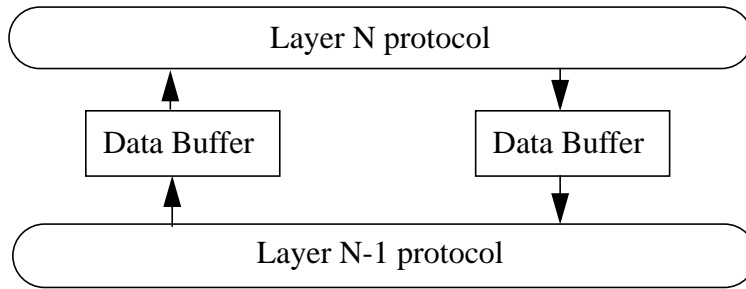 Layer N protocol
Data Buffer
Data Buffer
Layer N-1 protocol